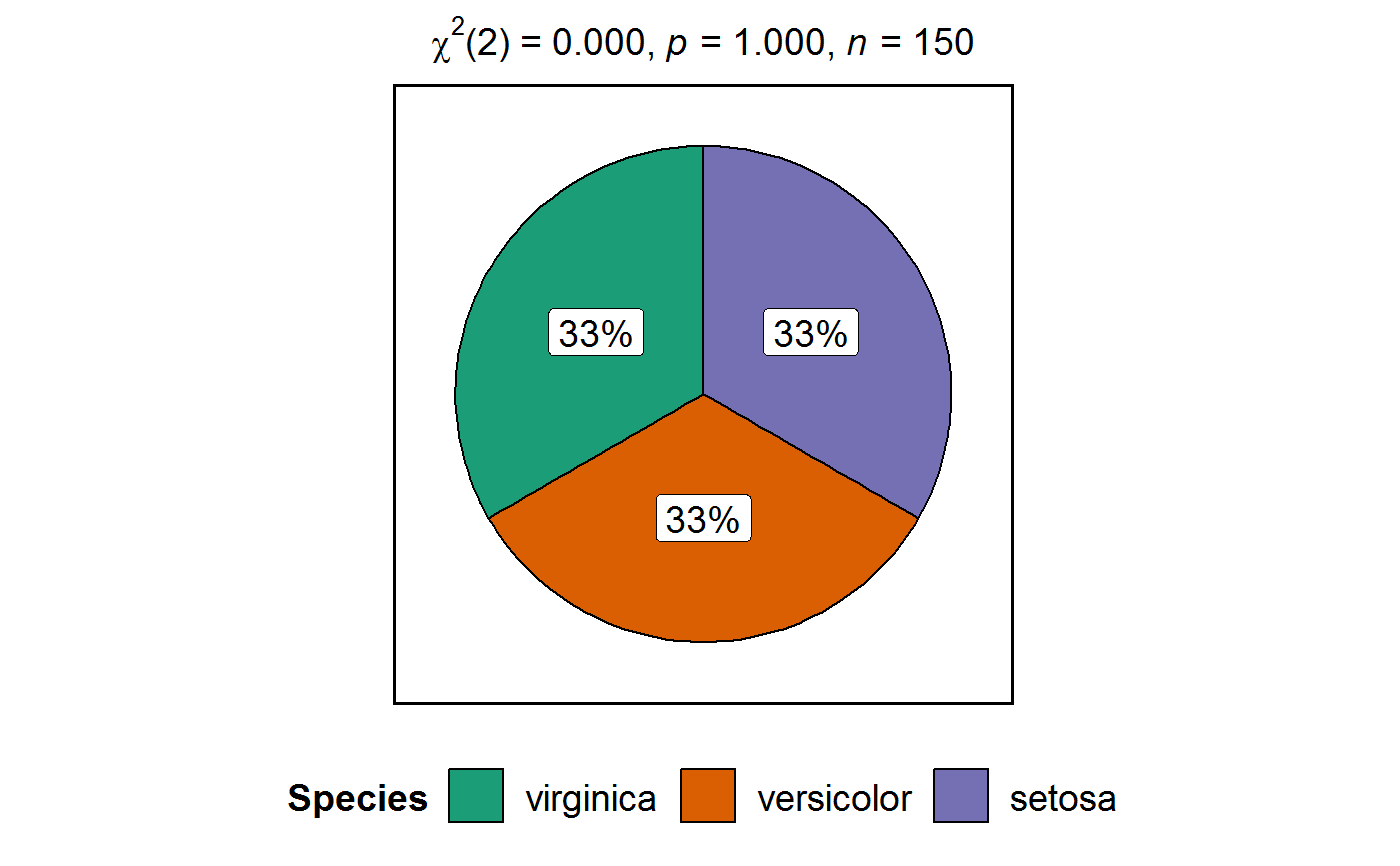 χ²(2) = 0.000, p = 1.000, n = 150
33% 33%
33%
Species virginica versicolor setosa